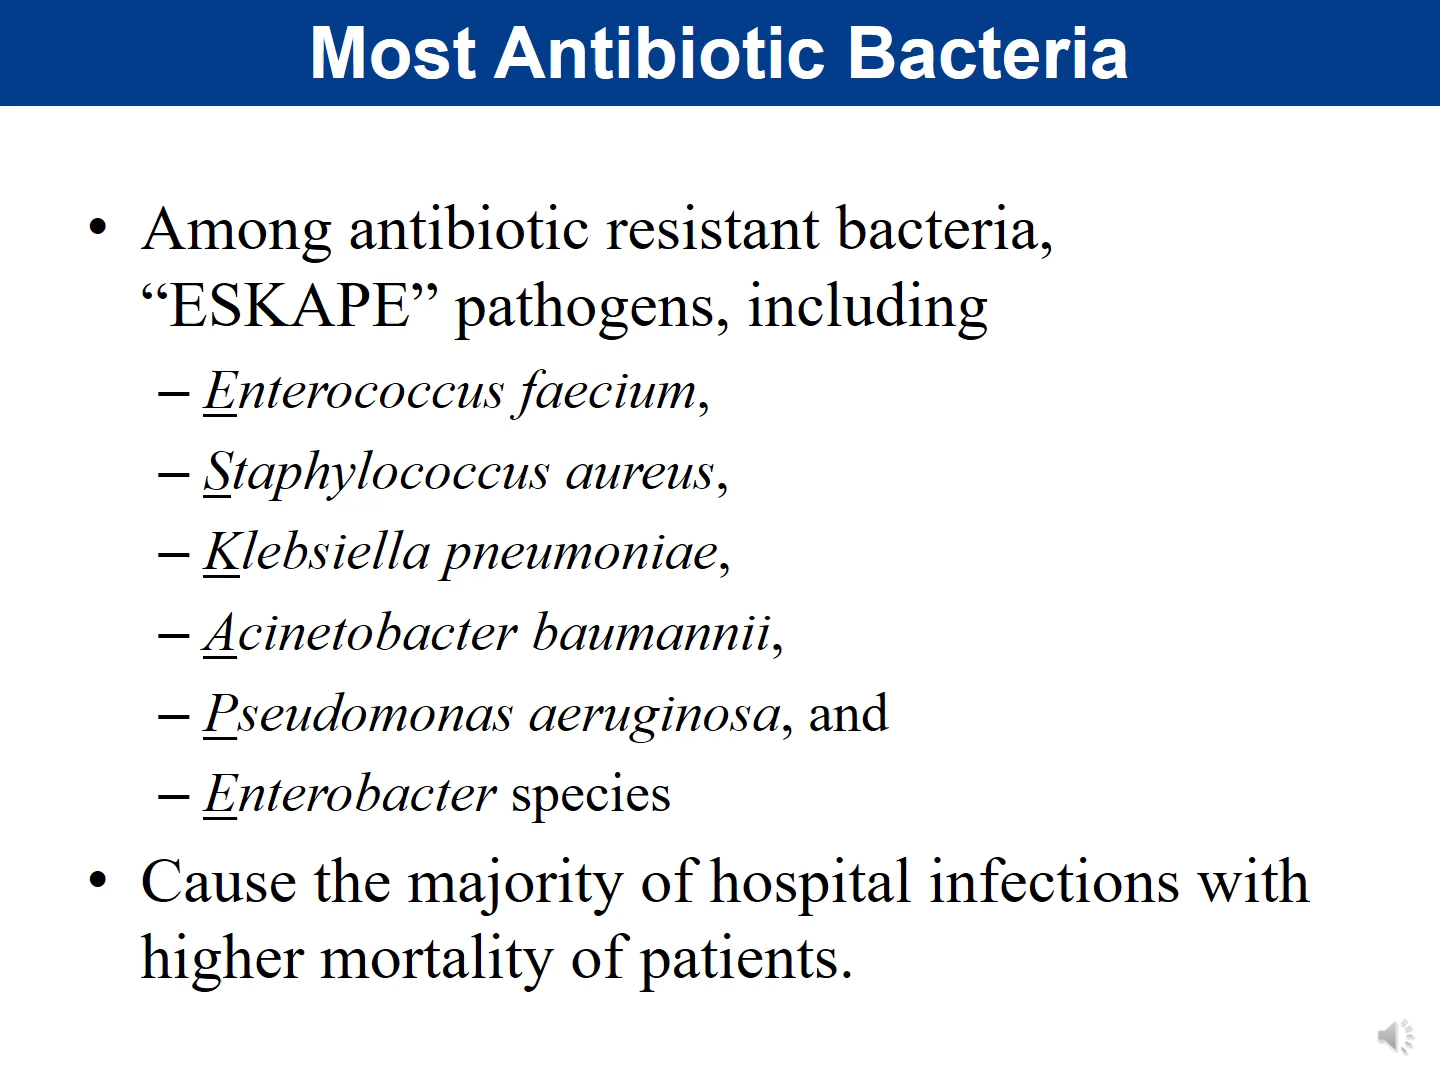 Most Antibiotic Bacteria
• Among antibiotic resistant bacteria,
“ESKAPE” pathogens, including
– Enterococcus faecium,
– Staphylococcus aureus,
– Klebsiella pneumoniae,
– Acinetobacter baumannii,
– Pseudomonas aeruginosa, and
– Enterobacter species
• Cause the majority of hospital infections with
higher mortality of patients.